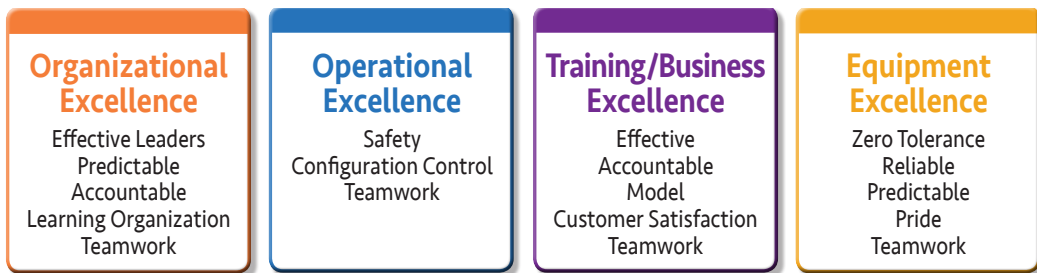 Organizational
Excellence
Effective Leaders
Predictable
Accountable
Learning Organization
Teamwork
Operational
Excellence
Safety
Configuration Control
Teamwork
Training/Business
Excellence
Effective
Accountable
Model
Customer Satisfaction
Teamwork
Equipment
Excellence
Zero Tolerance
Reliable
Predictable
Pride
Teamwork